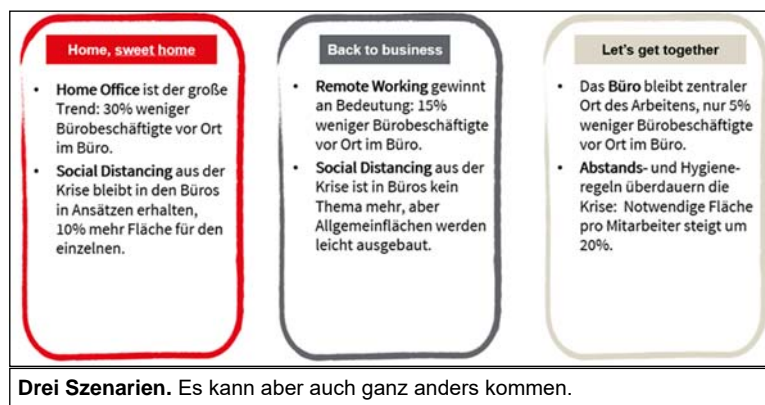 Home, sweet home
• Home Office ist der große
Trend: 30% weniger
Bürobeschäftigte vor Ort
im Büro.
• Social Distancing aus der
Krise bleibt in den Büros
in Ansätzen erhalten,
10% mehr Fläche für den
einzelnen.
Back to business
• Remote Working gewinnt
an Bedeutung: 15%
weniger Bürobeschäftigte
vor Ort im Büro.
• Social Distancing aus der
Krise ist in Büros kein
Thema mehr, aber
Allgemeinflächen werden
leicht ausgebaut.
Let's get together
• Das Büro bleibt zentraler
Ort des Arbeitens, nur 5%
weniger Bürobeschäftigte
vor Ort im Büro.
• Abstands- und Hygiene-
regeln überdauern die
Krise: Notwendige Fläche
pro Mitarbeiter steigt um
20%.
Drei Szenarien. Es kann aber auch ganz anders kommen.